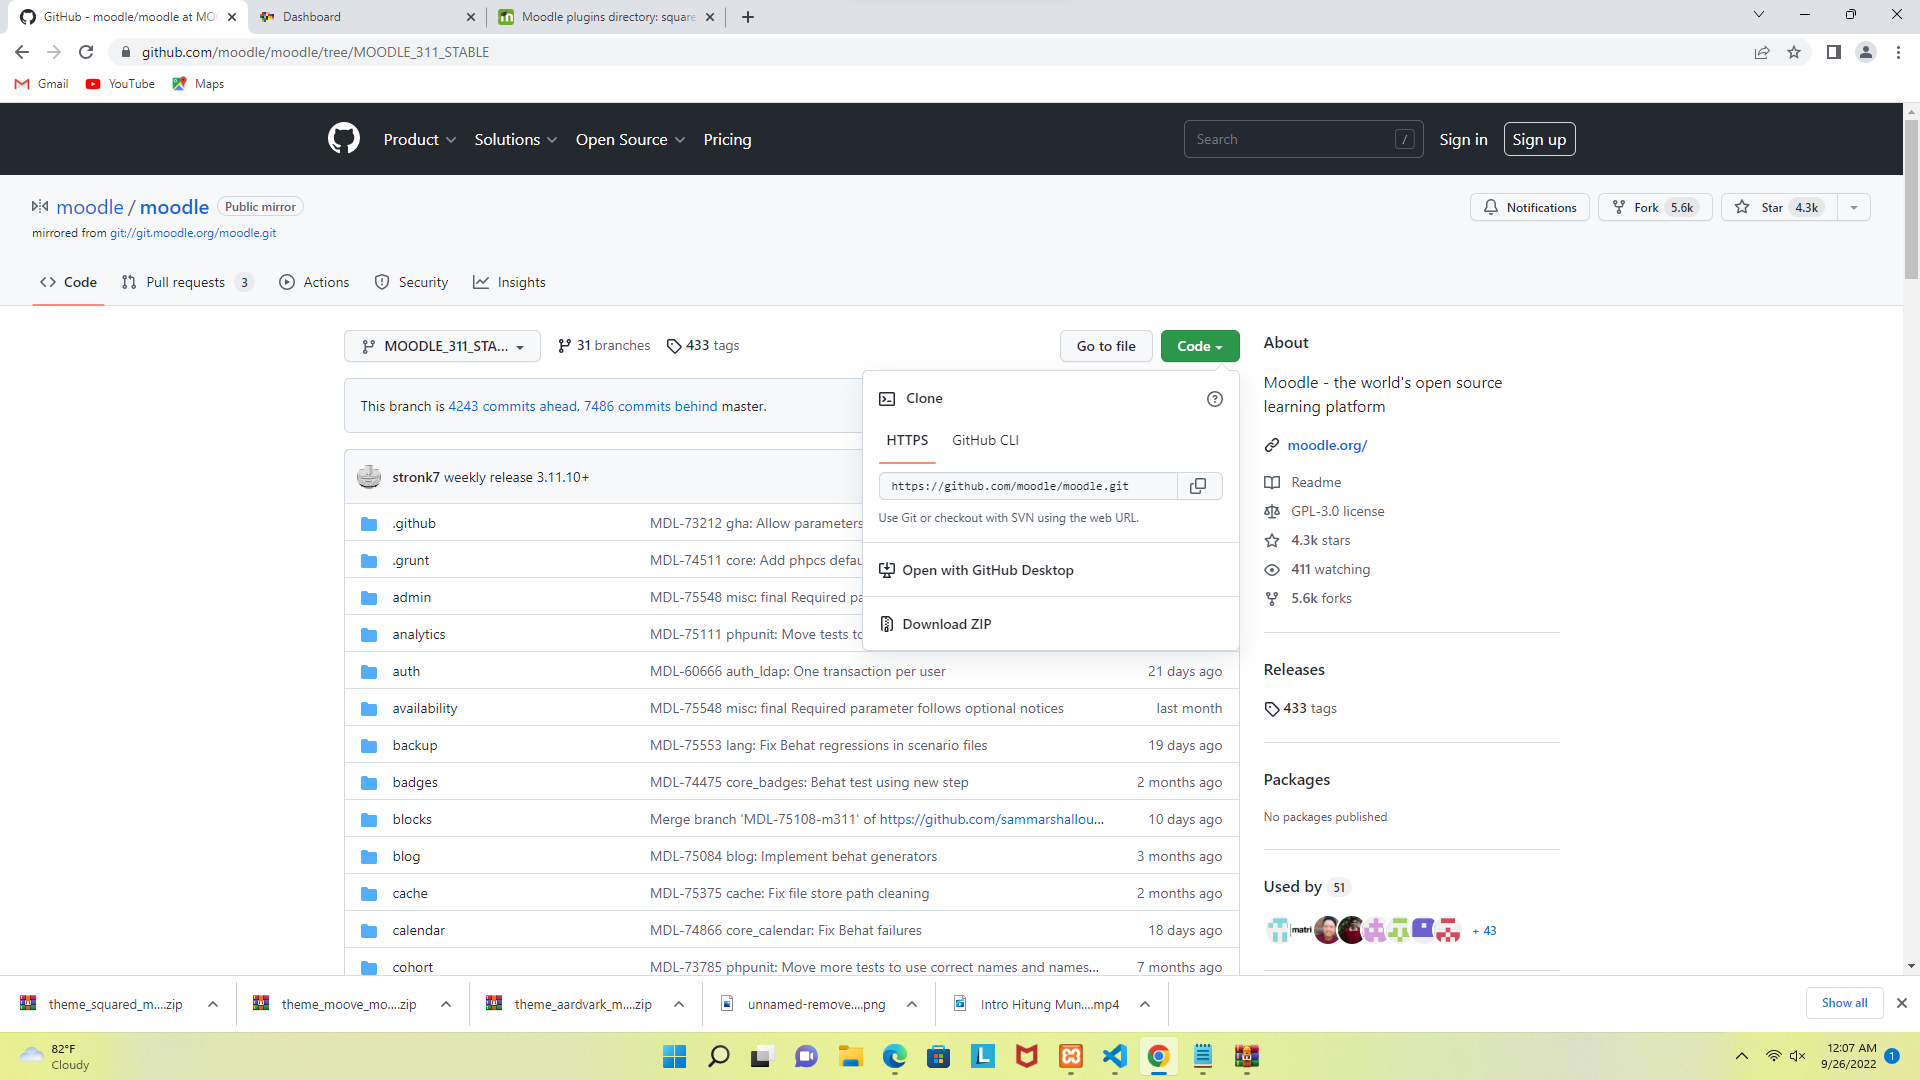 GitHub - moodle/moodle at MOO
Dashboard
Moodle plugins directory: square
github.com/moodle/moodle/tree/MOODLE_311_STABLE
Gmail
YouTube
Maps
Product
Solutions
Open Source
Pricing
Search
/
Sign in
Sign up
moodle / moodle
Public mirror
Notifications
Fork 5.6k
Star 4.3k
mirrored from git://git.moodle.org/moodle.git
Code
Pull requests 3
Actions
Security
Insights
MOODLE_311_STA...
31 branches
433 tags
Go to file
Code
This branch is 4243 commits ahead, 7486 commits behind master.
stronk7 weekly release 3.11.10+
Clone
HTTPS
GitHub CLI
https://github.com/moodle/moodle.git
Use Git or checkout with SVN using the web URL.
Open with GitHub Desktop
Download ZIP
.github
MDL-73212 gha: Allow parameters
.grunt
MDL-74511 core: Add phpcs defau
admin
MDL-75548 misc: final Required pa
analytics
MDL-75111 phpunit: Move tests to
auth
MDL-60666 auth_ldap: One transaction per user
21 days ago
availability
MDL-75548 misc: final Required parameter follows optional notices
last month
backup
MDL-75553 lang: Fix Behat regressions in scenario files
19 days ago
badges
MDL-74475 core_badges: Behat test using new step
2 months ago
blocks
Merge branch 'MDL-75108-m311' of https://github.com/sammarshallou...
10 days ago
blog
MDL-75084 blog: Implement behat generators
3 months ago
cache
MDL-75375 cache: Fix file store path cleaning
2 months ago
calendar
MDL-74866 core_calendar: Fix Behat failures
18 days ago
cohort
MDL-73785 phpunit: Move more tests to use correct names and names...
7 months ago
About
Moodle - the world's open source
learning platform
moodle.org/
Readme
GPL-3.0 license
4.3k stars
411 watching
5.6k forks
Releases
433 tags
Packages
No packages published
Used by 51
matri
+ 43
theme_squared_m....zip
theme_moove_mo....zip
theme_aardvark_m....zip
unnamed-remove....png
Intro Hitung Mun....mp4
Show all
82°F
Cloudy
12:07 AM
9/26/2022
1